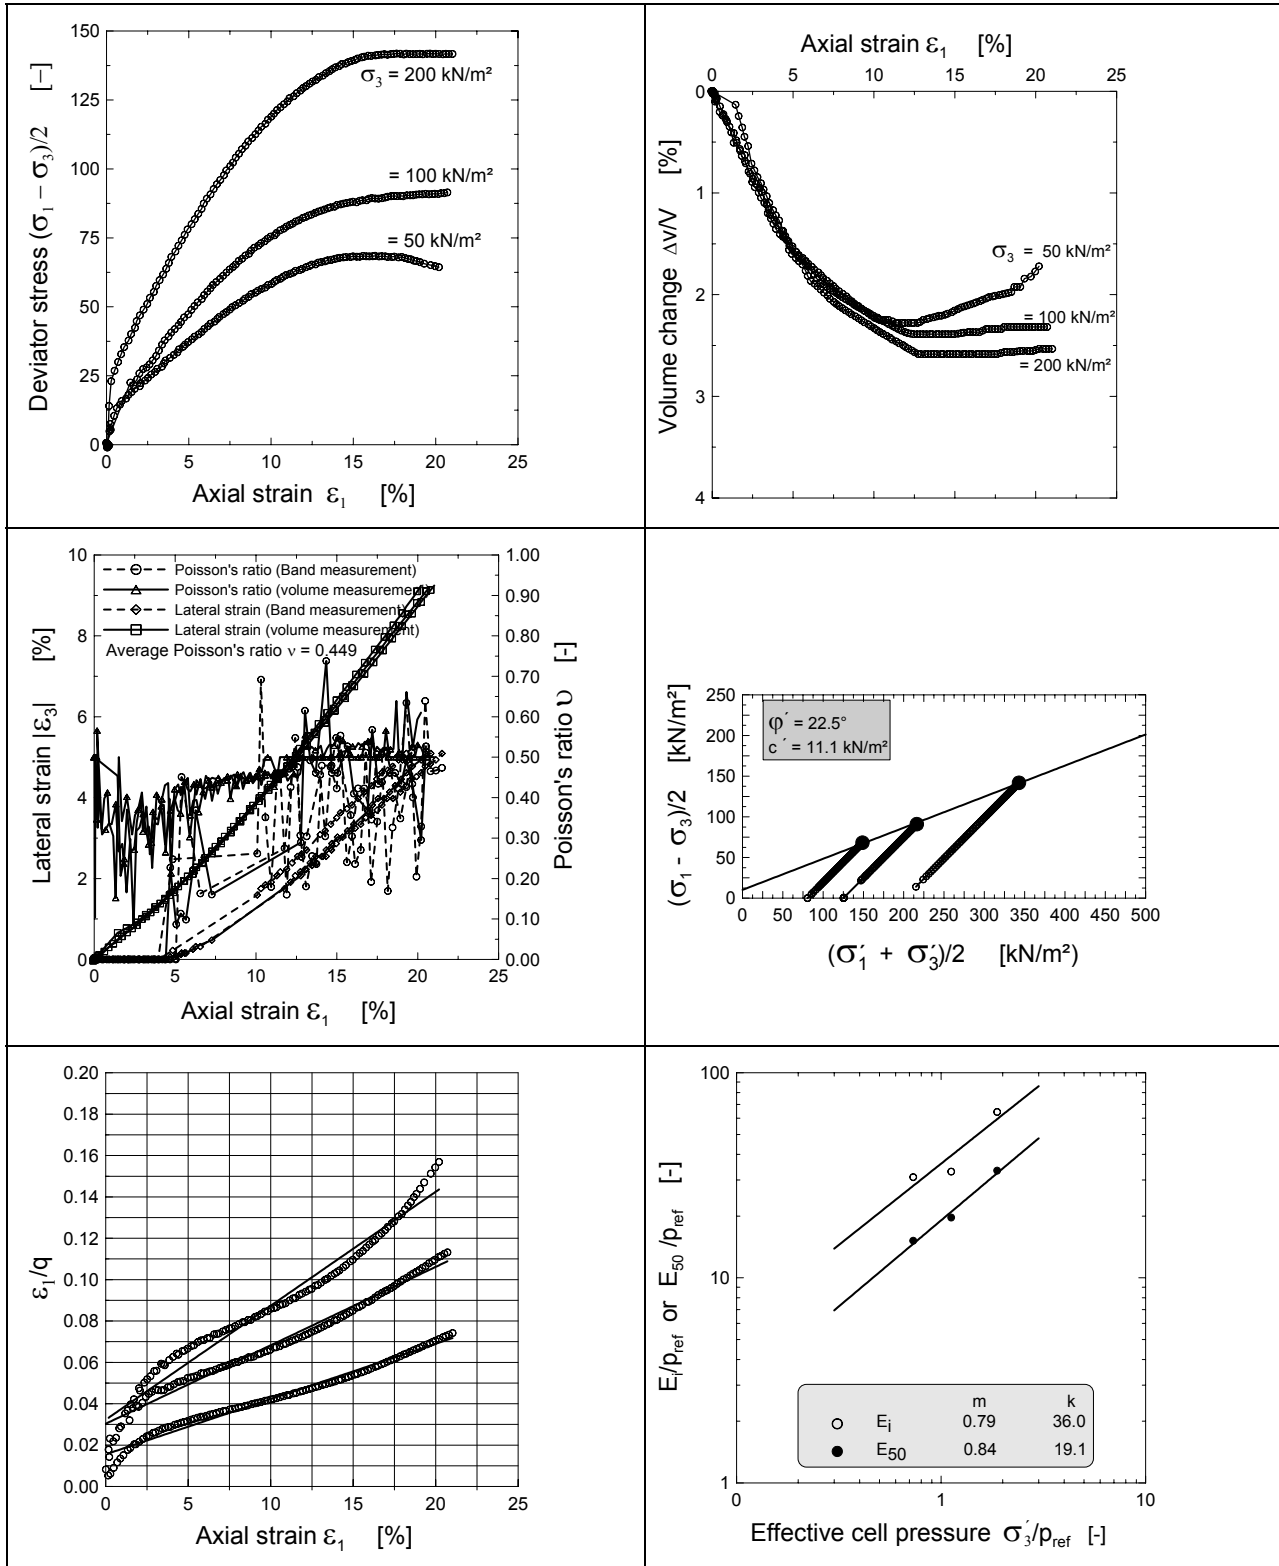 150
125
100
75
50
25
0
0 5 10 15 20 25
Deviator stress (σ₁ − σ₃)/2 [−]
Axial strain ε₁ [%]
σ₃ = 200 kN/m²
= 100 kN/m²
= 50 kN/m²
Axial strain ε₁ [%]
0 5 10 15 20 25
0
1
2
3
4
Volume change Δv/V [%]
σ₃ = 50 kN/m²
= 100 kN/m²
= 200 kN/m²
10
8
6
4
2
0
0 5 10 15 20 25
1.00
0.90
0.80
0.70
0.60
0.50
0.40
0.30
0.20
0.10
0.00
Lateral strain |ε₃| [%]
Poisson's ratio υ [-]
Axial strain ε₁ [%]
Poisson's ratio (Band measurement)
Poisson's ratio (volume measurement)
Lateral strain (Band measurement)
Lateral strain (volume measurement)
Average Poisson's ratio ν = 0.449
250
200
150
100
50
0
0 50 100 150 200 250 300 350 400 450 500
(σ₁ - σ₃)/2 [kN/m²]
(σ₁´ + σ₃´)/2 [kN/m²)
φ´ = 22.5°
c´ = 11.1 kN/m²
0.20
0.18
0.16
0.14
0.12
0.10
0.08
0.06
0.04
0.02
0.00
0 5 10 15 20 25
ε₁/q
Axial strain ε₁ [%]
100
10
1
0 1 10
Eᵢ/p_ref or E₅₀/p_ref [-]
Effective cell pressure σ₃´/p_ref [-]
m k
Eᵢ 0.79 36.0
E₅₀ 0.84 19.1